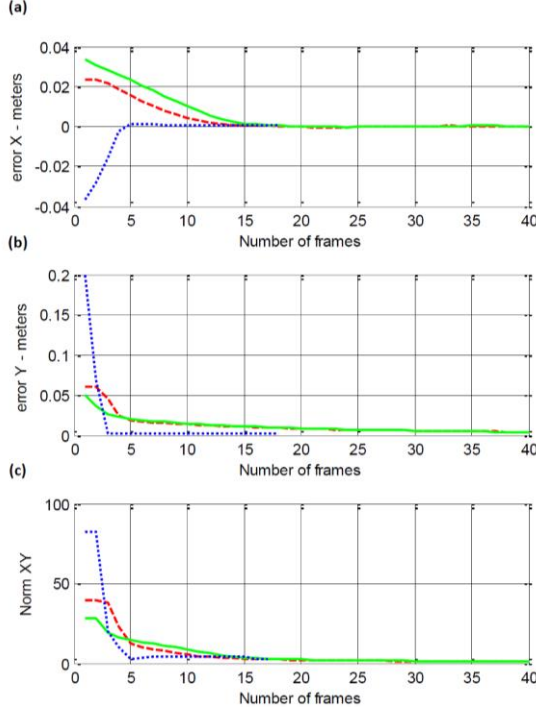 (a)
error X - meters
0.04
0.02
0
-0.02
-0.04
0 5 10 15 20 25 30 35 40
Number of frames
(b)
error Y - meters
0.2
0.15
0.1
0.05
0
0 5 10 15 20 25 30 35 40
Number of frames
(c)
Norm XY
100
50
0
0 5 10 15 20 25 30 35 40
Number of frames